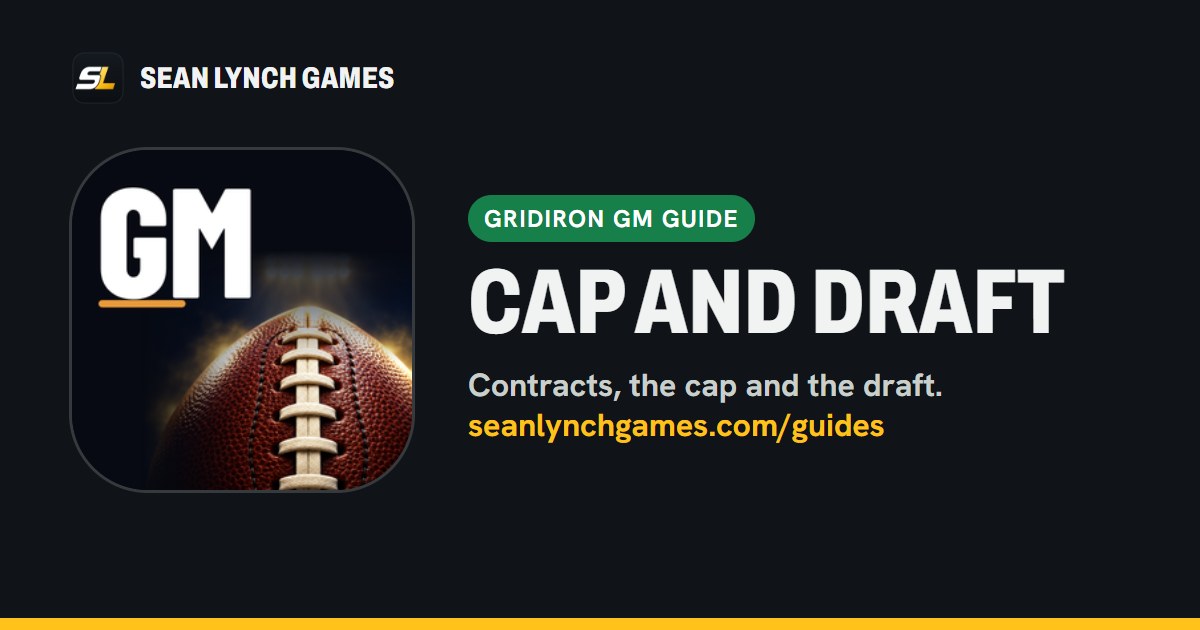 SL
SEAN LYNCH GAMES
GM
GRIDIRON GM GUIDE
CAP AND DRAFT
Contracts, the cap and the draft.
seanlynchgames.com/guides